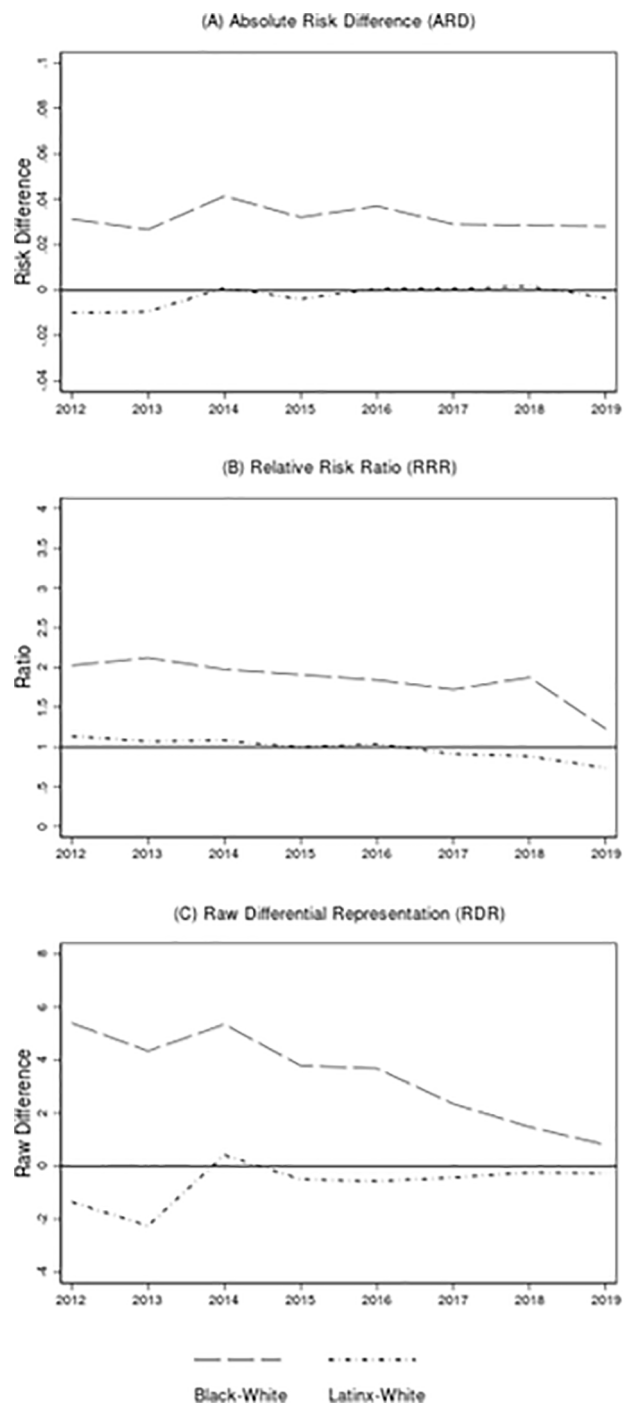 (A) Absolute Risk Difference (ARD)
Risk Difference
.1
.08
.06
.04
.02
0
-.02
-.04
2012 2013 2014 2015 2016 2017 2018 2019
(B) Relative Risk Ratio (RRR)
Ratio
4
3.5
3
2.5
2
1.5
1
.5
0
2012 2013 2014 2015 2016 2017 2018 2019
(C) Raw Differential Representation (RDR)
Raw Difference
8
6
4
2
0
-2
-4
2012 2013 2014 2015 2016 2017 2018 2019
Black-White Latinx-White